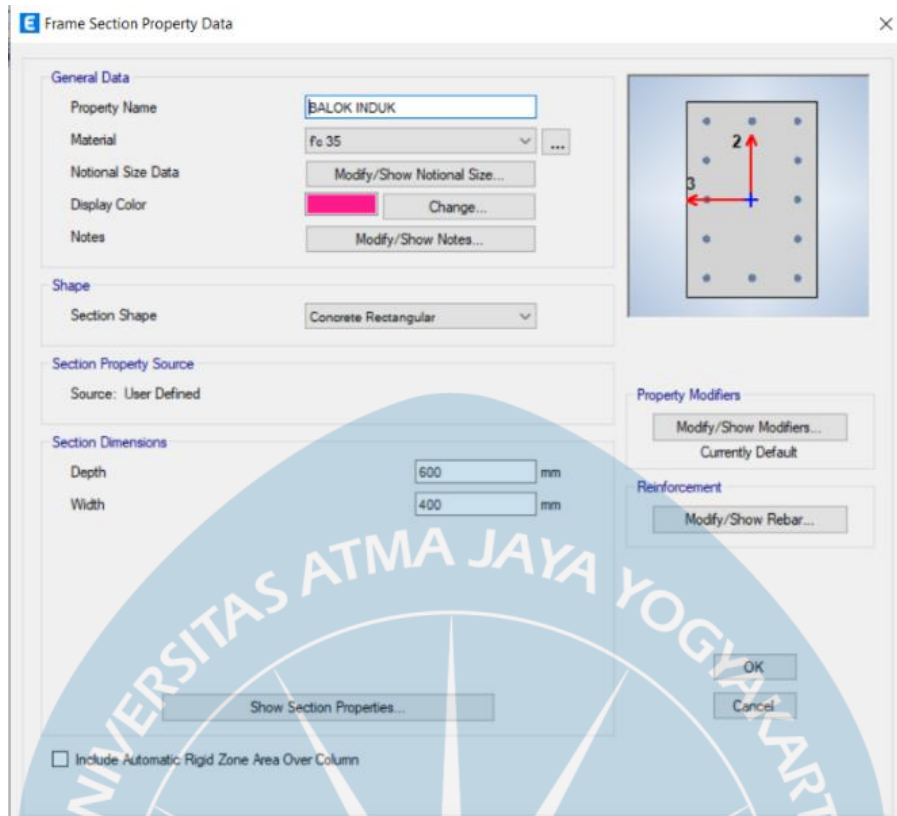 Frame Section Property Data
General Data
Property Name BALOK INDUK
Material f'c 35 ...
Notional Size Data Modify/Show Notional Size...
Display Color Change...
Notes Modify/Show Notes...
2
3
Shape
Section Shape Concrete Rectangular
Section Property Source
Source: User Defined
Property Modifiers
Modify/Show Modifiers...
Currently Default
Section Dimensions
Depth 600 mm
Width 400 mm
Reinforcement
Modify/Show Rebar...
OK
Cancel
Show Section Properties...
Include Automatic Rigid Zone Area Over Column
NIVERSITAS ATMA JAYA YOGYAKART